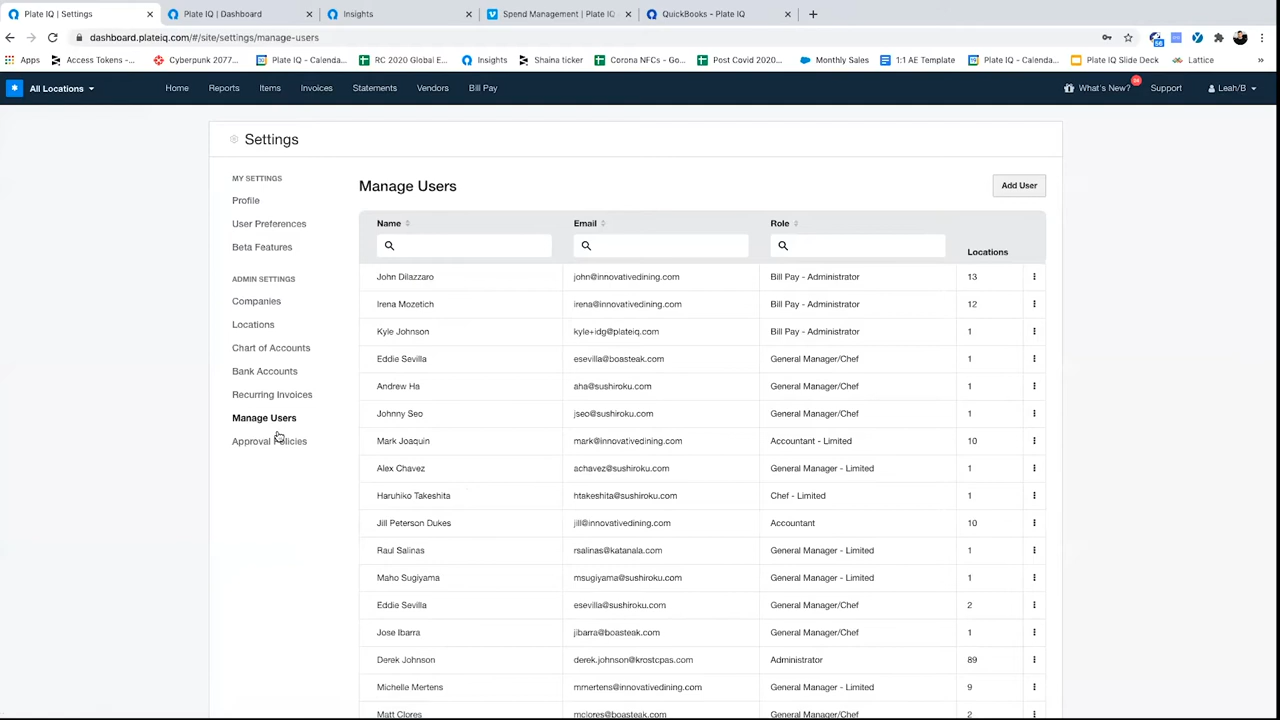 Plate IQ | Settings
Plate IQ | Dashboard
Insights
Spend Management | Plate IQ
QuickBooks – Plate IQ
dashboard.plateiq.com/#/site/settings/manage-users
Apps
Access Tokens -...
Cyberpunk 2077...
Plate IQ - Calenda...
RC 2020 Global E...
Insights
Shaina ticker
Corona NFCs - Go...
Post Covid 2020...
Monthly Sales
1:1 AE Template
Plate IQ - Calenda...
Plate IQ Slide Deck
Lattice
All Locations
Home
Reports
Items
Invoices
Statements
Vendors
Bill Pay
What's New?
Support
Leah/B
Settings
MY SETTINGS
Profile
User Preferences
Beta Features
ADMIN SETTINGS
Companies
Locations
Chart of Accounts
Bank Accounts
Recurring Invoices
Manage Users
Approval Policies
Manage Users
Add User
Name Email Role Locations
John Dilazzaro john@innovativedining.com Bill Pay - Administrator 13
Irena Mozetich irena@innovativedining.com Bill Pay - Administrator 12
Kyle Johnson kyle+idg@plateiq.com Bill Pay - Administrator 1
Eddie Sevilla esevilla@boasteak.com General Manager/Chef 1
Andrew Ha aha@sushiroku.com General Manager/Chef 1
Johnny Seo jseo@sushiroku.com General Manager/Chef 1
Mark Joaquin mark@innovativedining.com Accountant - Limited 10
Alex Chavez achavez@sushiroku.com General Manager - Limited 1
Haruhiko Takeshita htakeshita@sushiroku.com Chef - Limited 1
Jill Peterson Dukes jill@innovativedining.com Accountant 10
Raul Salinas rsalinas@katanala.com General Manager - Limited 1
Maho Sugiyama msugiyama@sushiroku.com General Manager - Limited 1
Eddie Sevilla esevilla@sushiroku.com General Manager/Chef 2
Jose Ibarra jibarra@boasteak.com General Manager/Chef 1
Derek Johnson derek.johnson@krostcpas.com Administrator 89
Michelle Mertens mmertens@innovativedining.com General Manager - Limited 9
Matt Clores mclores@boasteak.com General Manager/Chef 2